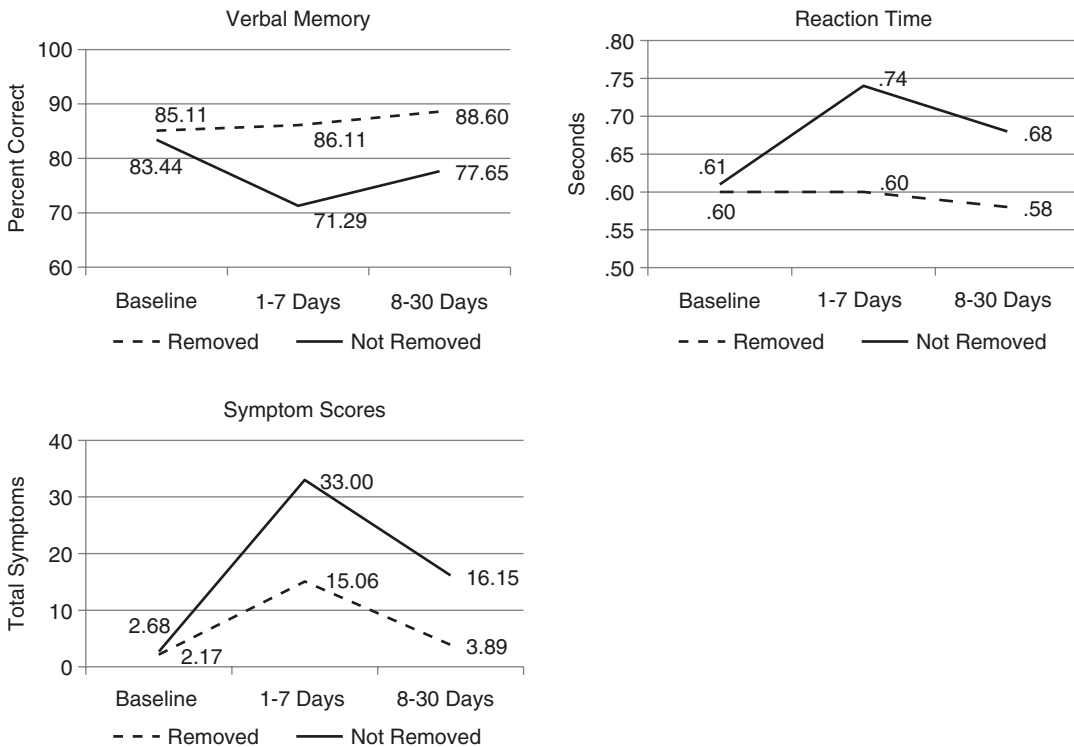 Verbal Memory
100
90
80
70
60
Percent Correct
85.11
86.11
88.60
83.44
71.29
77.65
Baseline 1-7 Days 8-30 Days
Removed Not Removed
Reaction Time
.80
.75
.70
.65
.60
.55
.50
Seconds
.74
.61
.68
.60
.60
.58
Baseline 1-7 Days 8-30 Days
Removed Not Removed
Symptom Scores
40
30
20
10
0
Total Symptoms
33.00
15.06
16.15
2.68
3.89
2.17
Baseline 1-7 Days 8-30 Days
Removed Not Removed